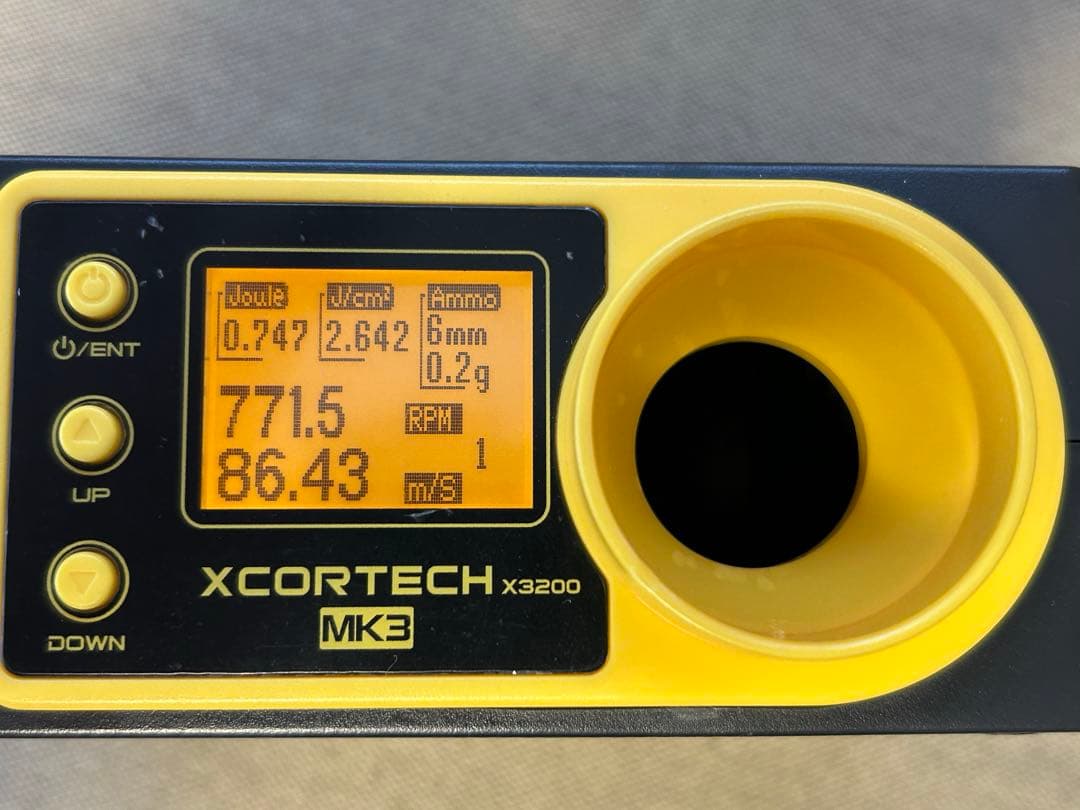 Joule J/cm² Ammo
0.747 2.642 6mm
0.2g
771.5 RPM
1
86.43 m/S
⏻/ENT
UP
DOWN
XCORTECH X3200
MK3